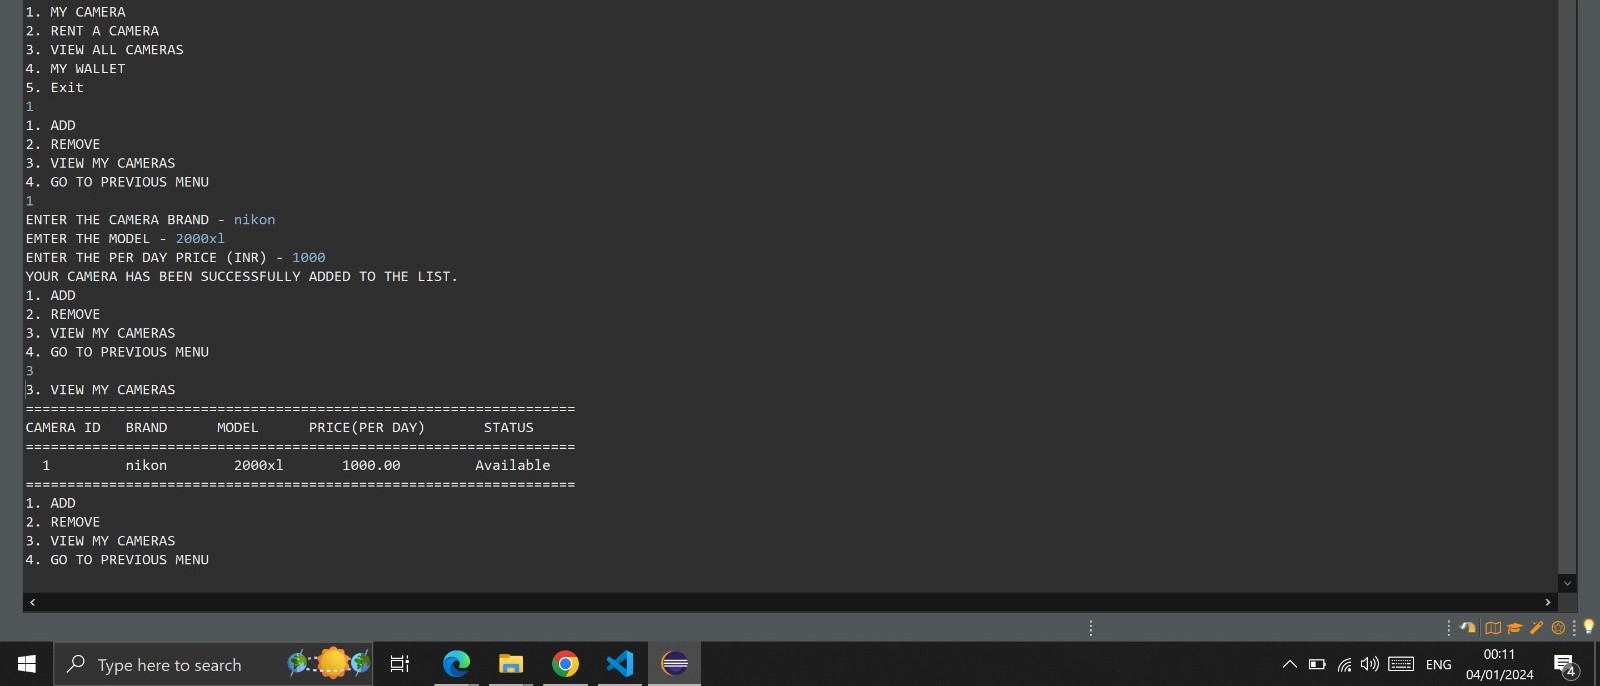 1. MY CAMERA
2. RENT A CAMERA
3. VIEW ALL CAMERAS
4. MY WALLET
5. Exit
1
1. ADD
2. REMOVE
3. VIEW MY CAMERAS
4. GO TO PREVIOUS MENU
1
ENTER THE CAMERA BRAND - nikon
EMTER THE MODEL - 2000xl
ENTER THE PER DAY PRICE (INR) - 1000
YOUR CAMERA HAS BEEN SUCCESSFULLY ADDED TO THE LIST.
1. ADD
2. REMOVE
3. VIEW MY CAMERAS
4. GO TO PREVIOUS MENU
3
3. VIEW MY CAMERAS
==================================================================
CAMERA ID BRAND MODEL PRICE(PER DAY) STATUS
==================================================================
1 nikon 2000xl 1000.00 Available
==================================================================
1. ADD
2. REMOVE
3. VIEW MY CAMERAS
4. GO TO PREVIOUS MENU
Type here to search
ENG
00:11
04/01/2024
4